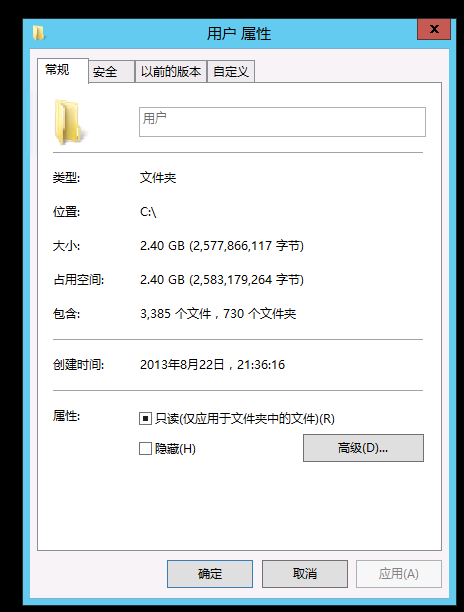 用户 属性
x
常规 安全 以前的版本 自定义
用户
类型: 文件夹
位置: C:\
大小: 2.40 GB (2,577,866,117 字节)
占用空间: 2.40 GB (2,583,179,264 字节)
包含: 3,385 个文件，730 个文件夹
创建时间: 2013年8月22日，21:36:16
属性: 只读(仅应用于文件夹中的文件)(R)
隐藏(H) 高级(D)...
确定 取消 应用(A)